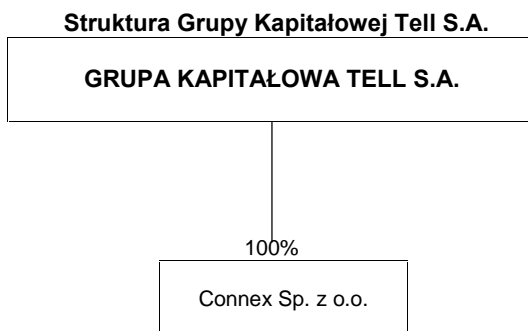 Struktura Grupy Kapitałowej Tell S.A.
GRUPA KAPITAŁOWA TELL S.A.
100%
Connex Sp. z o.o.